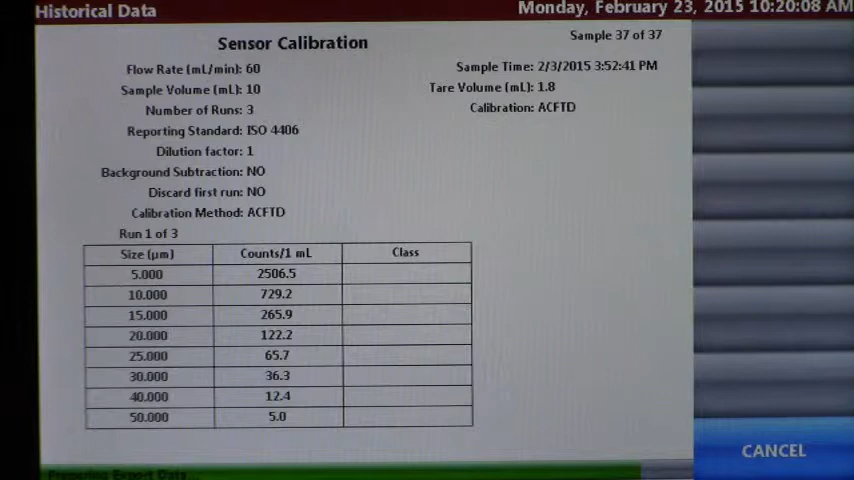 Historical Data
Monday, February 23, 2015 10:20:08 AM
Sensor Calibration
Sample 37 of 37
Flow Rate (mL/min): 60
Sample Time: 2/3/2015 3:52:41 PM
Sample Volume (mL): 10
Tare Volume (mL): 1.8
Number of Runs: 3
Calibration: ACFTD
Reporting Standard: ISO 4406
Dilution factor: 1
Background Subtraction: NO
Discard first run: NO
Calibration Method: ACFTD
Run 1 of 3
Size (µm) Counts/1 mL Class
5.000 2506.5
10.000 729.2
15.000 265.9
20.000 122.2
25.000 65.7
30.000 36.3
40.000 12.4
50.000 5.0
CANCEL
Preparing Export Data...